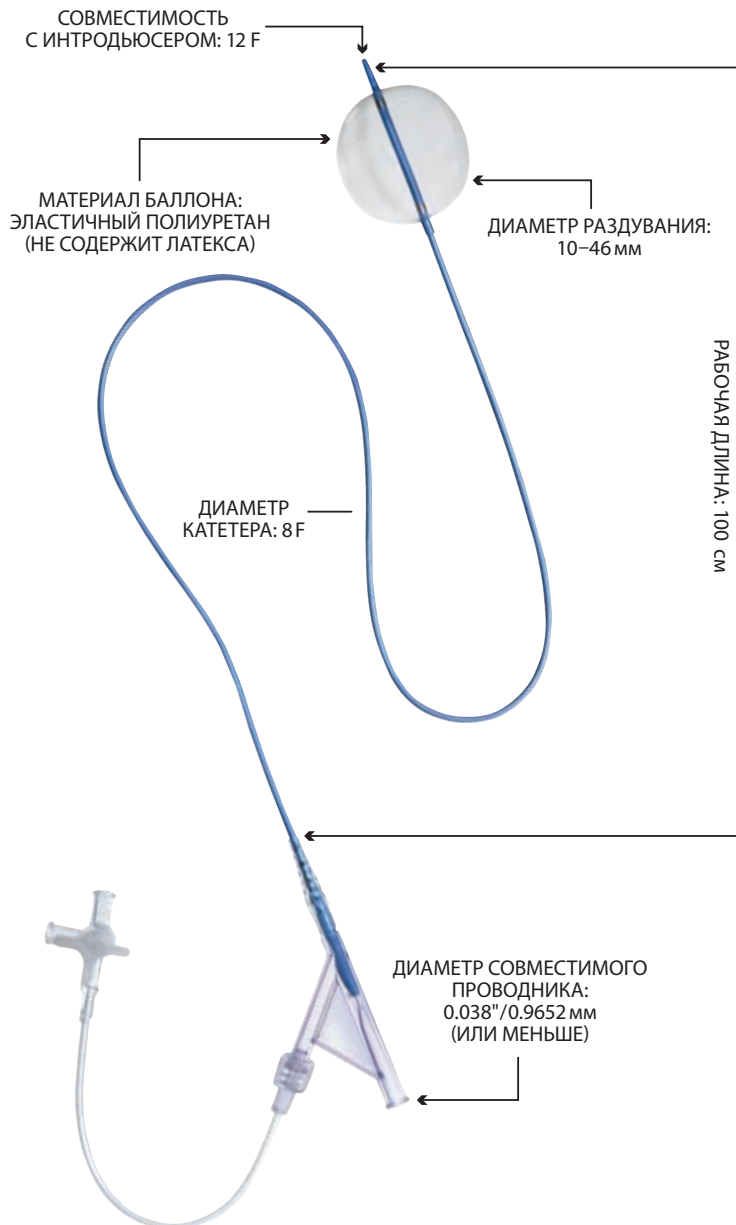 СОВМЕСТИМОСТЬ
С ИНТРОДЬЮСЕРОМ: 12 F
МАТЕРИАЛ БАЛЛОНА:
ЭЛАСТИЧНЫЙ ПОЛИУРЕТАН
(НЕ СОДЕРЖИТ ЛАТЕКСА)
ДИАМЕТР РАЗДУВАНИЯ:
10–46 мм
РАБОЧАЯ ДЛИНА: 100 см
ДИАМЕТР
КАТЕТЕРА: 8 F
ДИАМЕТР СОВМЕСТИМОГО
ПРОВОДНИКА:
0.038"/0.9652 мм
(ИЛИ МЕНЬШЕ)